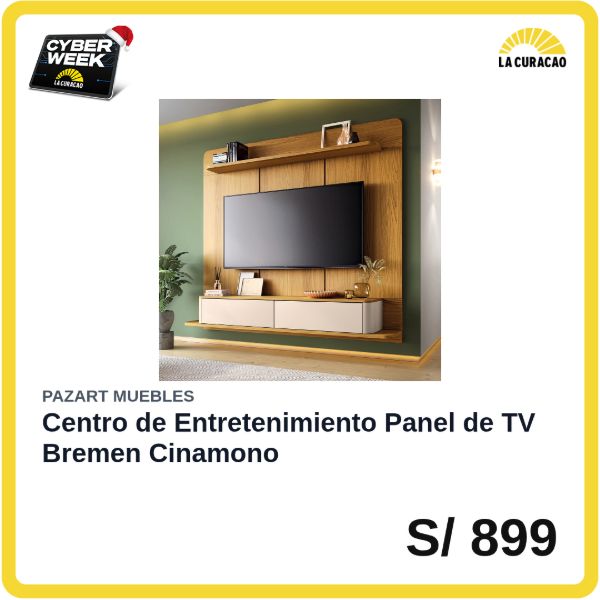 CYBER
WEEK
LA CURACAO
LA CURACAO
PAZART MUEBLES
Centro de Entretenimiento Panel de TV
Bremen Cinamono
S/ 899